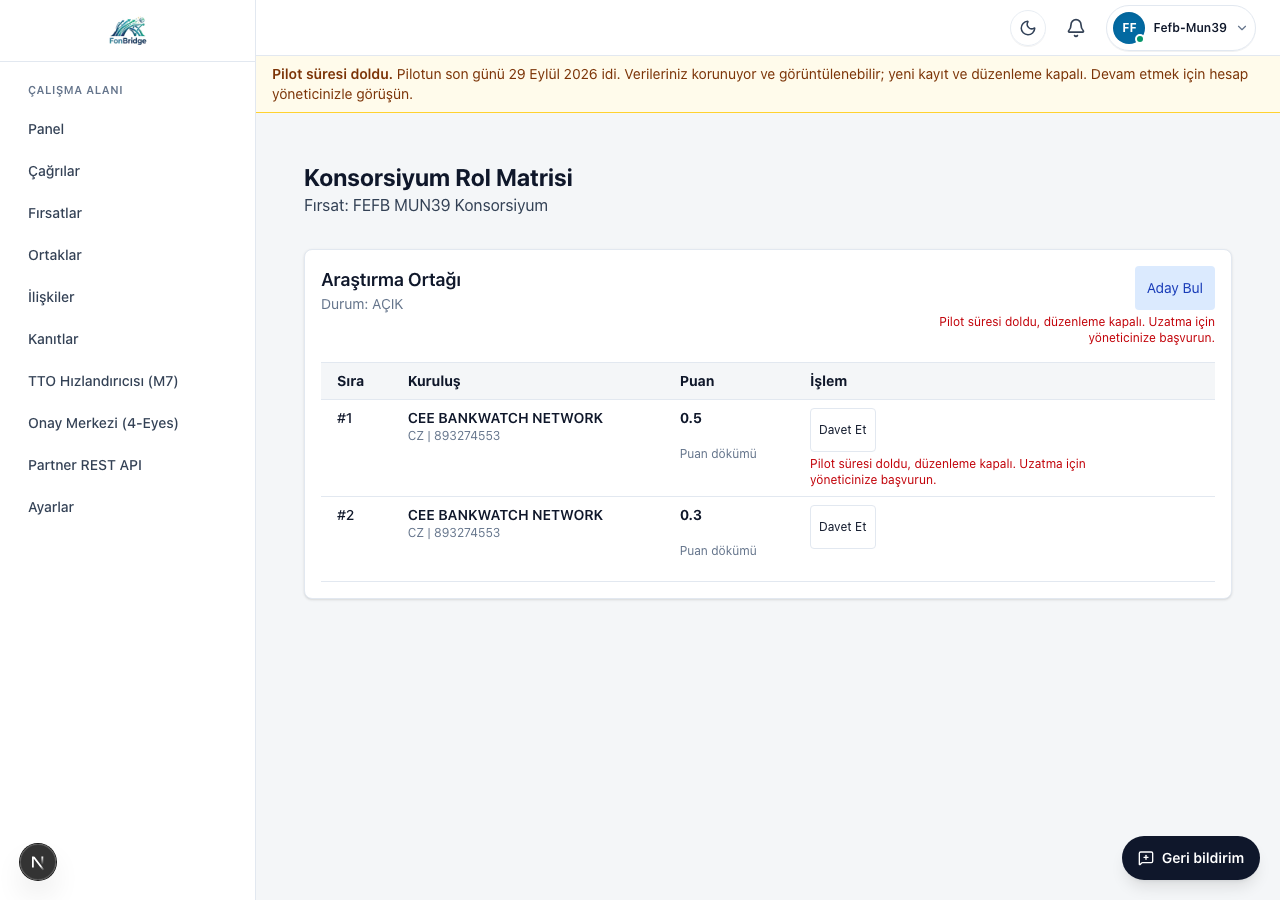 FonBridge
FF
Fefb-Mun39
Pilot süresi doldu. Pilotun son günü 29 Eylül 2026 idi. Verileriniz korunuyor ve görüntülenebilir; yeni kayıt ve düzenleme kapalı. Devam etmek için hesap
yöneticinizle görüşün.
ÇALIŞMA ALANI
Panel
Çağrılar
Fırsatlar
Ortaklar
İlişkiler
Kanıtlar
TTO Hızlandırıcısı (M7)
Onay Merkezi (4-Eyes)
Partner REST API
Ayarlar
Konsorsiyum Rol Matrisi
Fırsat: FEFB MUN39 Konsorsiyum
Araştırma Ortağı
Durum: AÇIK
Aday Bul
Pilot süresi doldu, düzenleme kapalı. Uzatma için
yöneticinize başvurun.
Sıra Kuruluş Puan İşlem
#1 CEE BANKWATCH NETWORK 0.5 Davet Et
CZ | 893274553
Puan dökümü
Pilot süresi doldu, düzenleme kapalı. Uzatma için
yöneticinize başvurun.
#2 CEE BANKWATCH NETWORK 0.3 Davet Et
CZ | 893274553
Puan dökümü
N
Geri bildirim